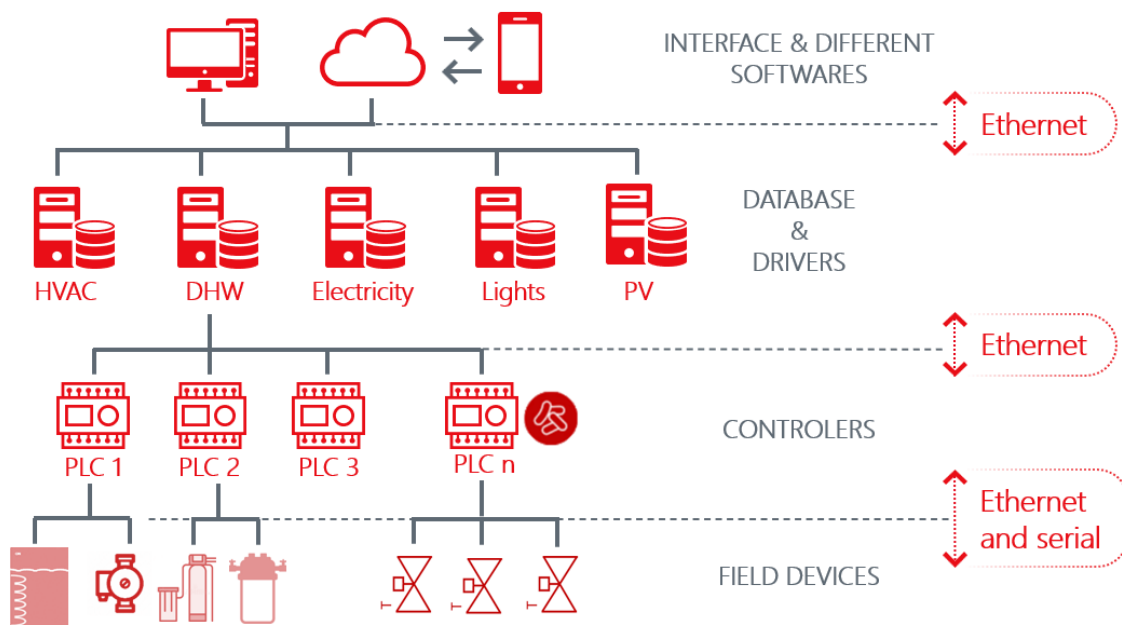 INTERFACE & DIFFERENT
SOFTWARES
Ethernet
DATABASE
&
DRIVERS
HVAC
DHW
Electricity
Lights
PV
Ethernet
CONTROLERS
PLC 1
PLC 2
PLC 3
PLC n
Ethernet
and serial
FIELD DEVICES
T
T
T